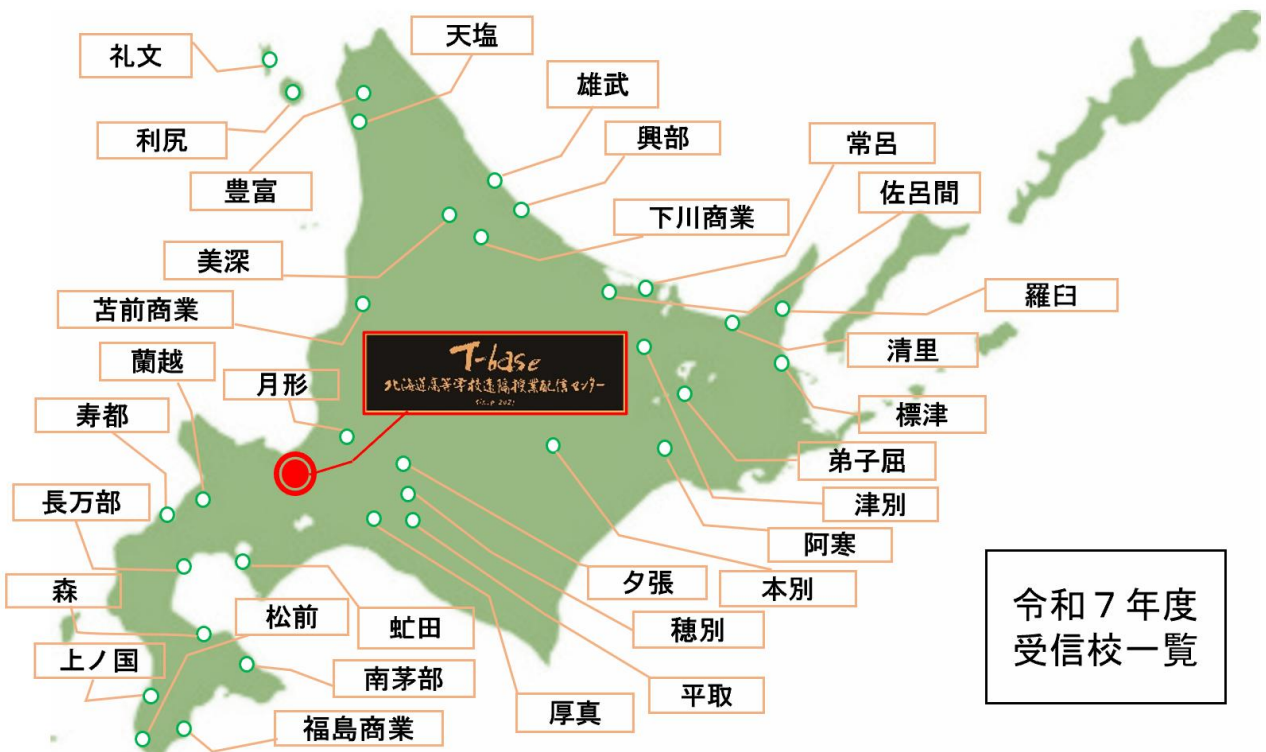 天塩
礼文
雄武
利尻
興部
常呂
豊富
佐呂間
下川商業
美深
羅臼
苫前商業
清里
蘭越
月形
T-base
北海道高等学校遠隔授業配信センター
since 2021
標津
寿都
弟子屈
長万部
津別
阿寒
夕張
本別
森
松前
虻田
穂別
上ノ国
南茅部
平取
厚真
福島商業
令和７年度
受信校一覧